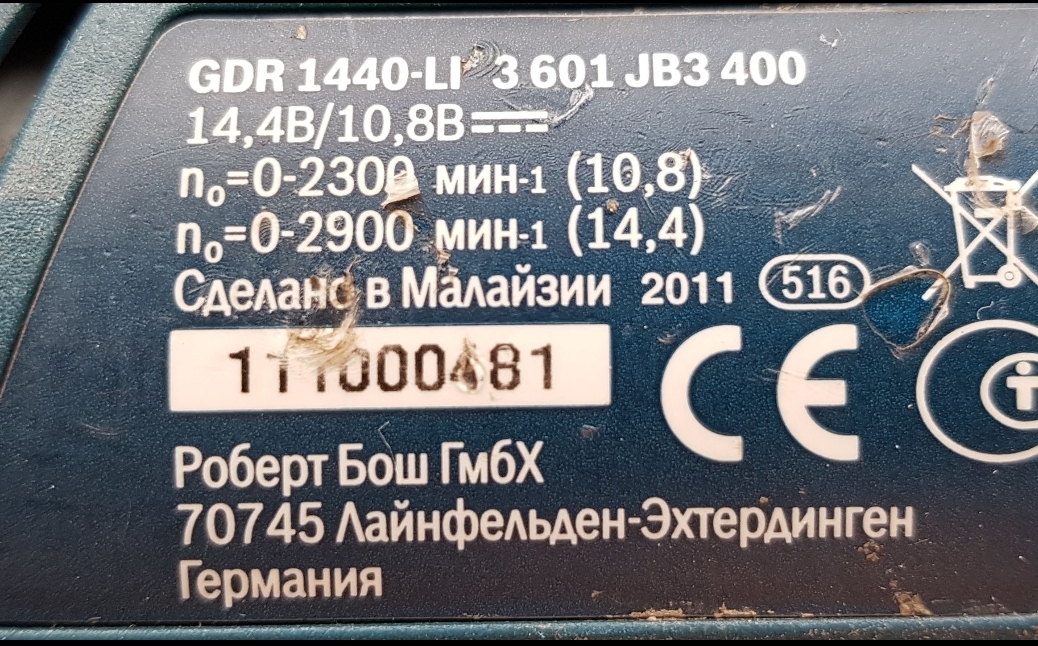 GDR 1440-LI 3 601 JB3 400
14,4В/10,8В
n₀=0-2300 мин-1 (10,8)
n₀=0-2900 мин-1 (14,4)
Сделано в Малайзии 2011 516
111000481
CE
Роберт Бош ГмбХ
70745 Лайнфельден-Эхтердинген
Германия